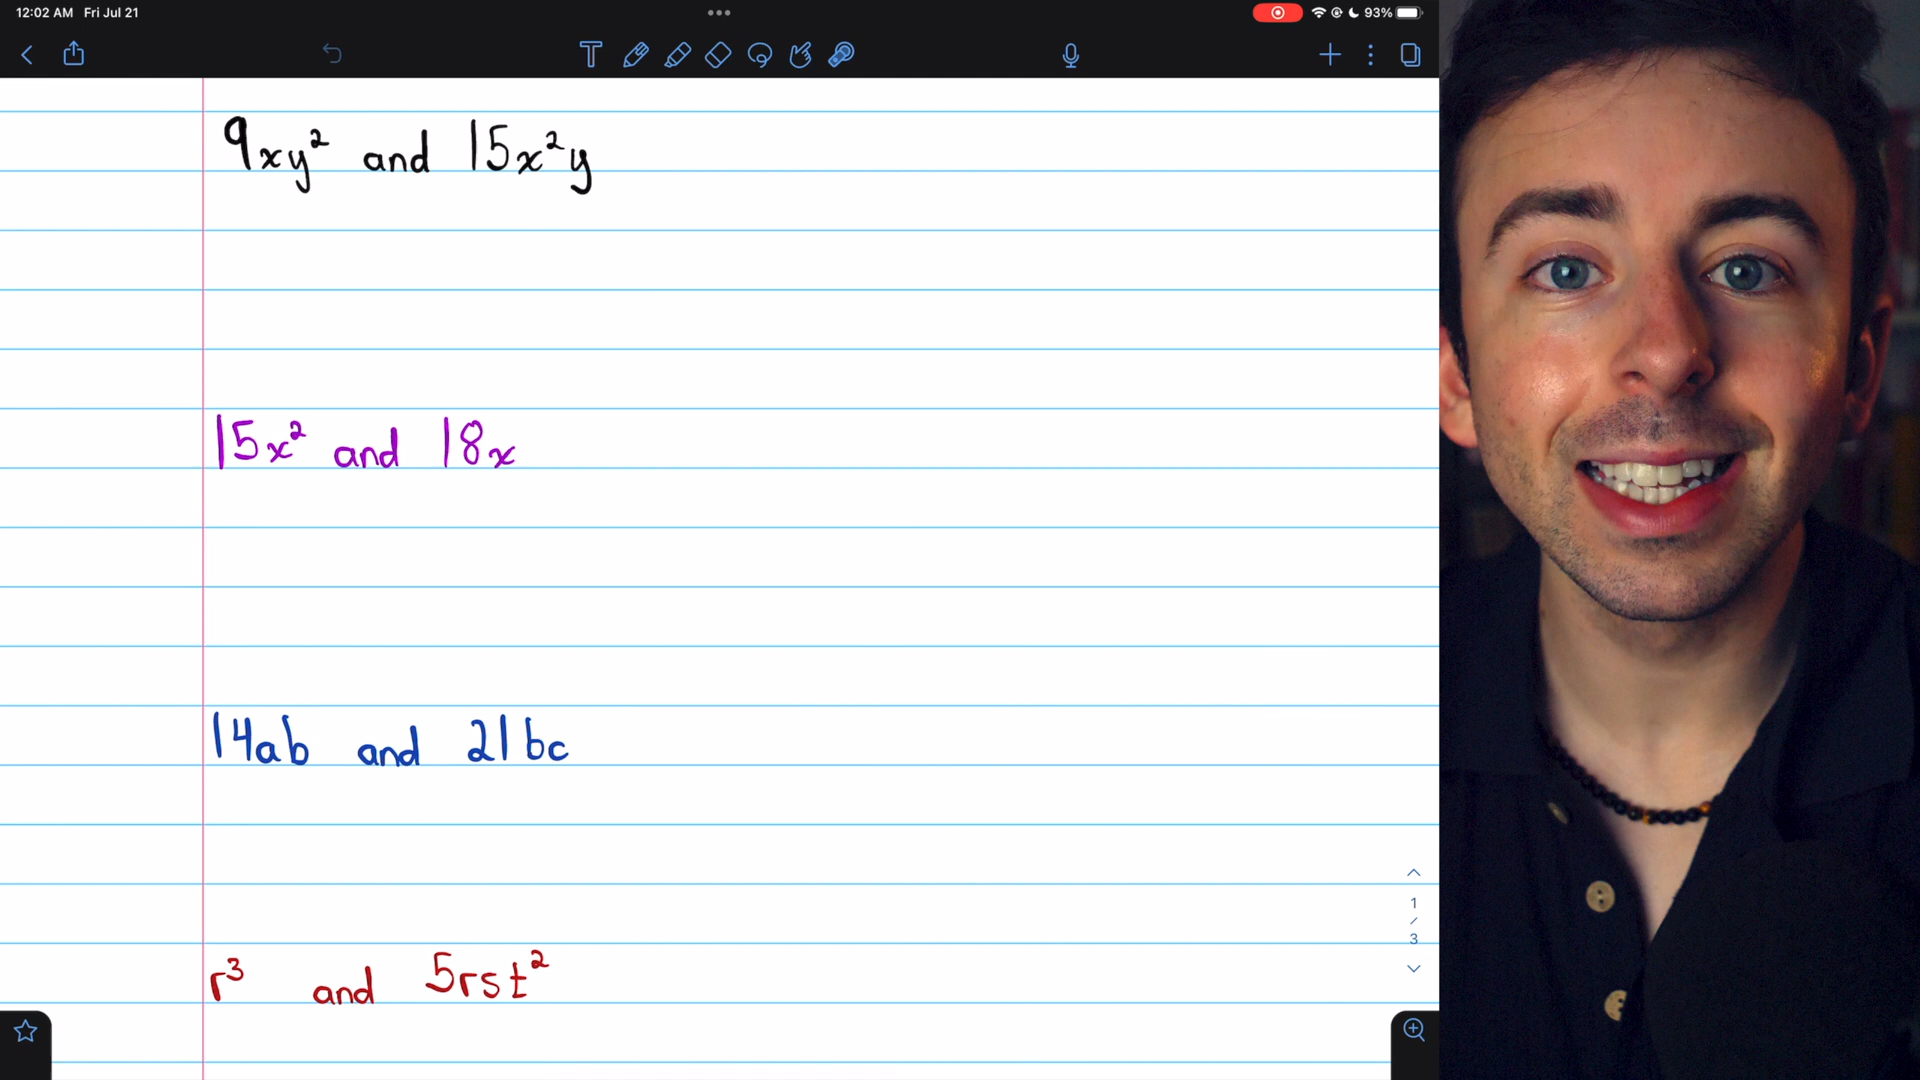 12:02 AM Fri Jul 21 93%
9xy² and 15x²y
15x² and 18x
14ab and 21bc
1
/
3
r³ and 5rst²